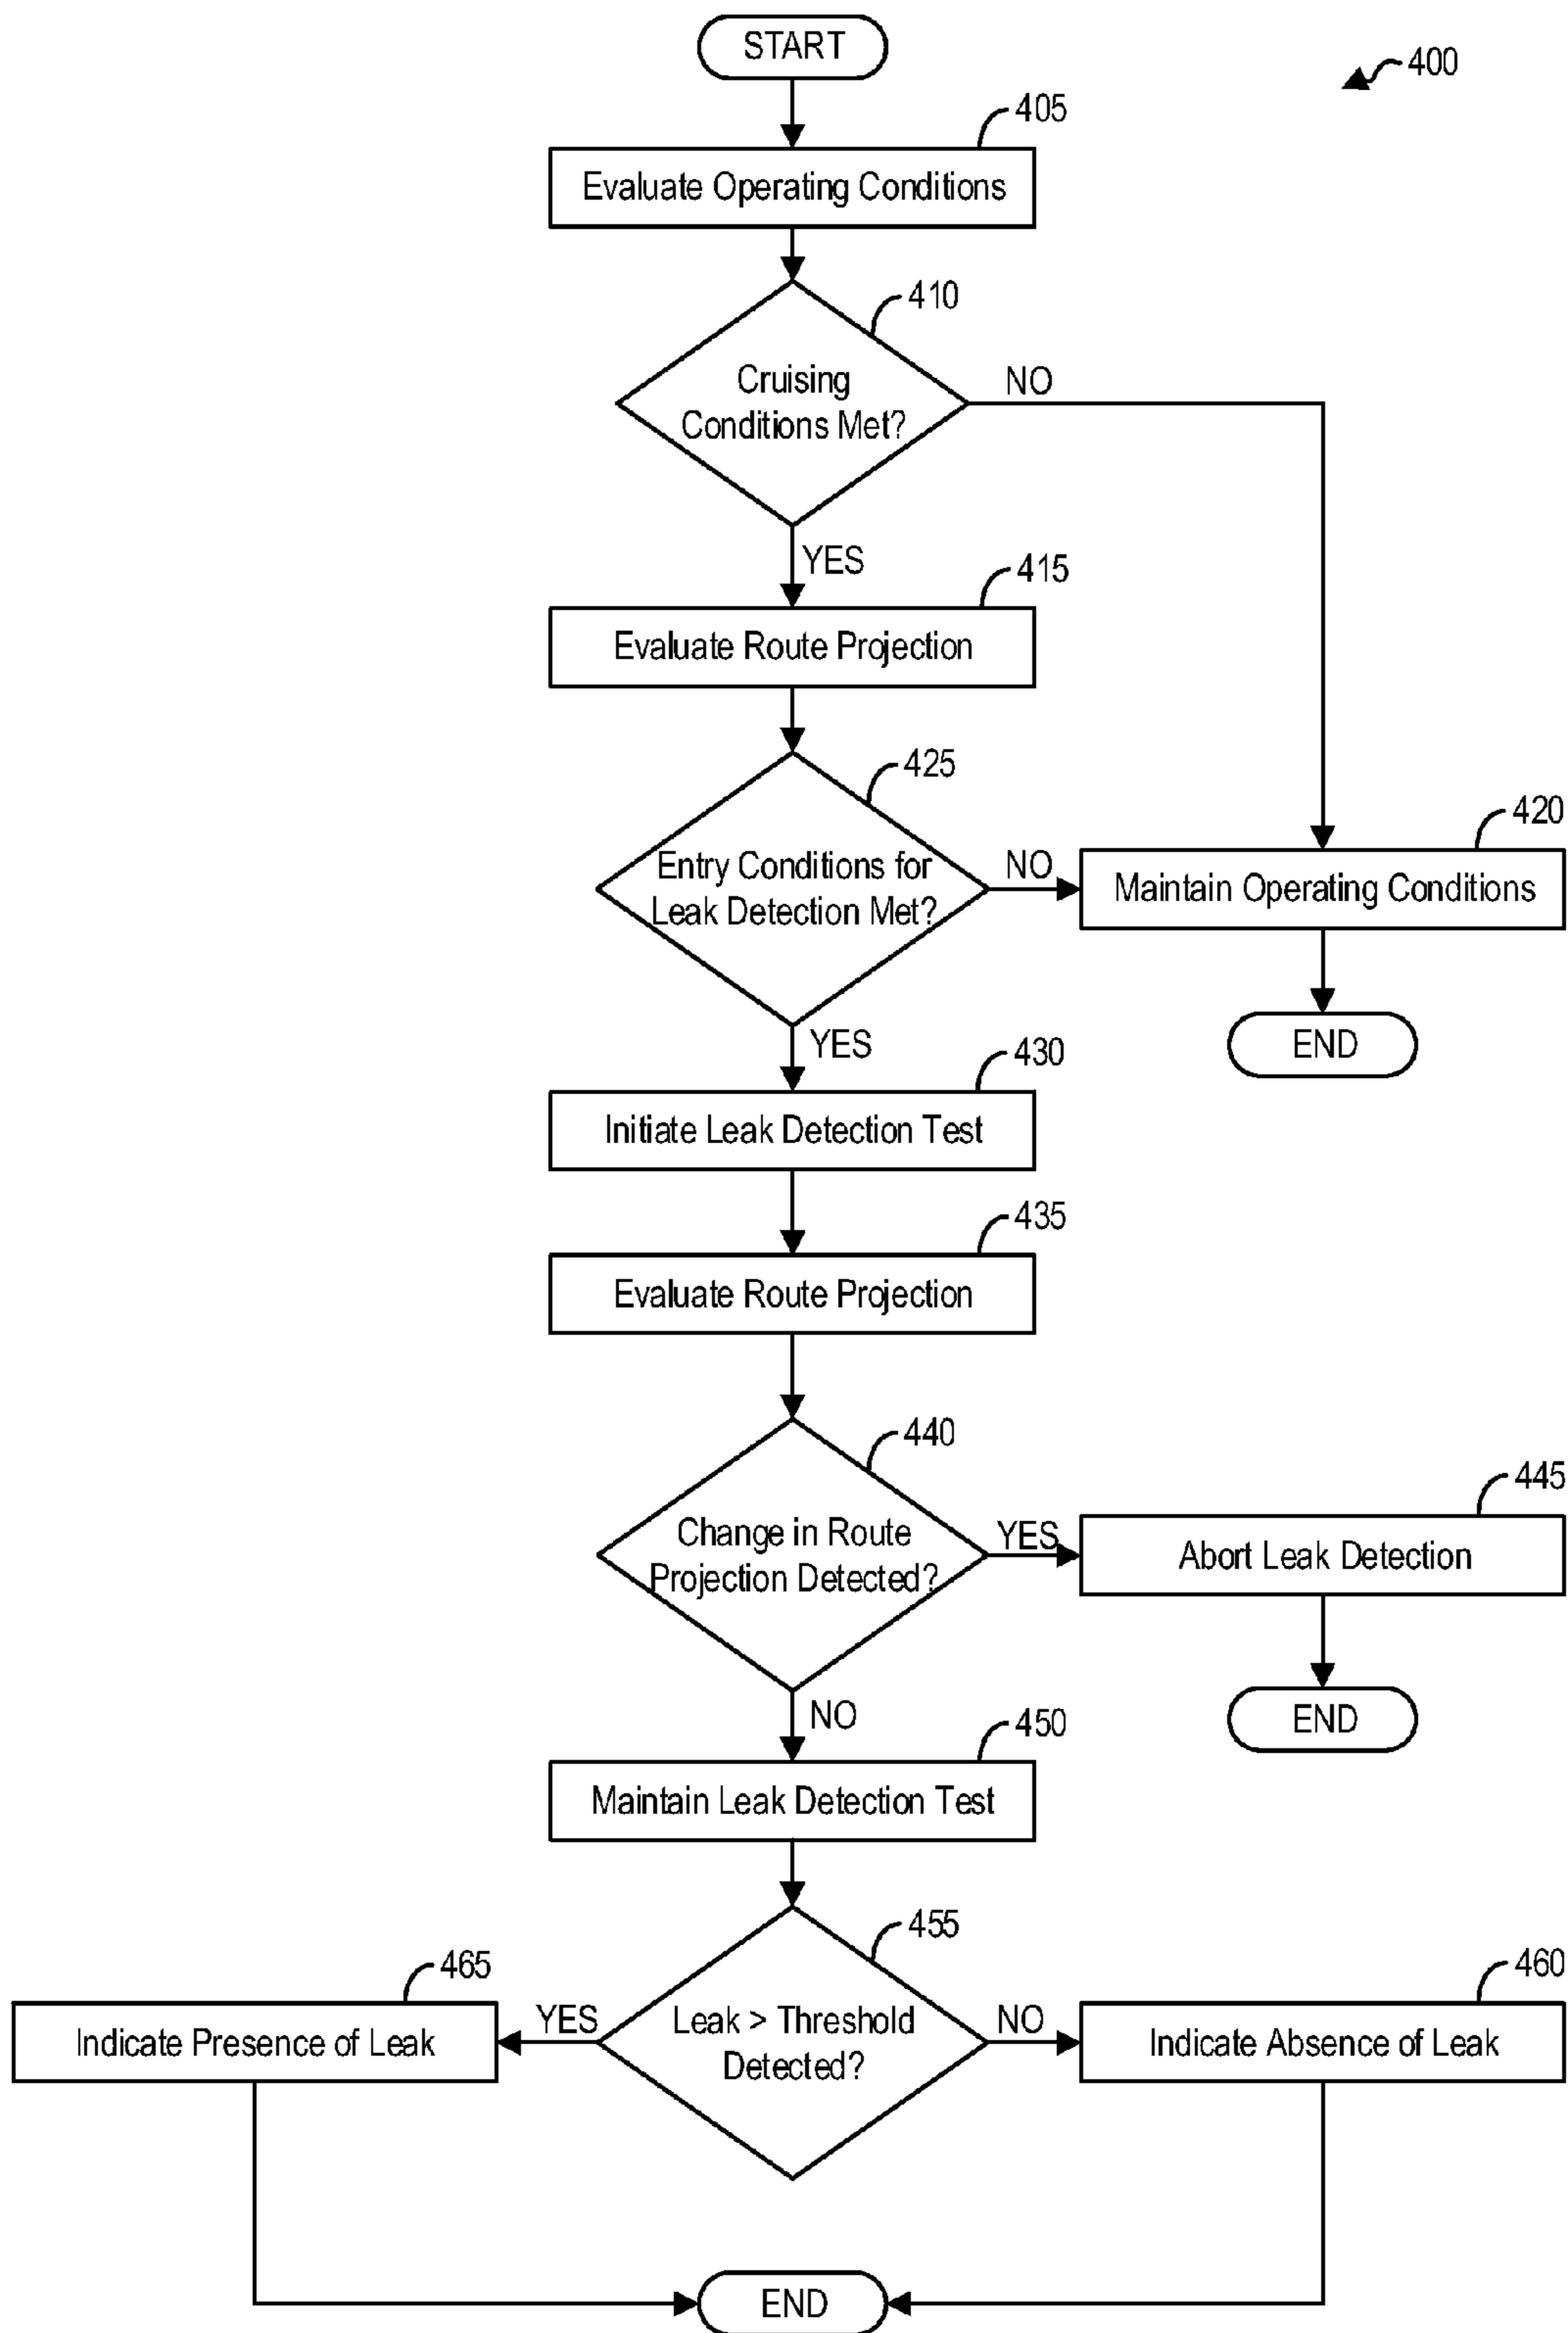 START
400
405
Evaluate Operating Conditions
410
Cruising
Conditions Met?
NO
YES
415
Evaluate Route Projection
425
Entry Conditions for
Leak Detection Met?
NO
420
Maintain Operating Conditions
END
YES
430
Initiate Leak Detection Test
435
Evaluate Route Projection
440
Change in Route
Projection Detected?
YES
445
Abort Leak Detection
END
NO
450
Maintain Leak Detection Test
455
Leak > Threshold
Detected?
YES
465
Indicate Presence of Leak
NO
460
Indicate Absence of Leak
END